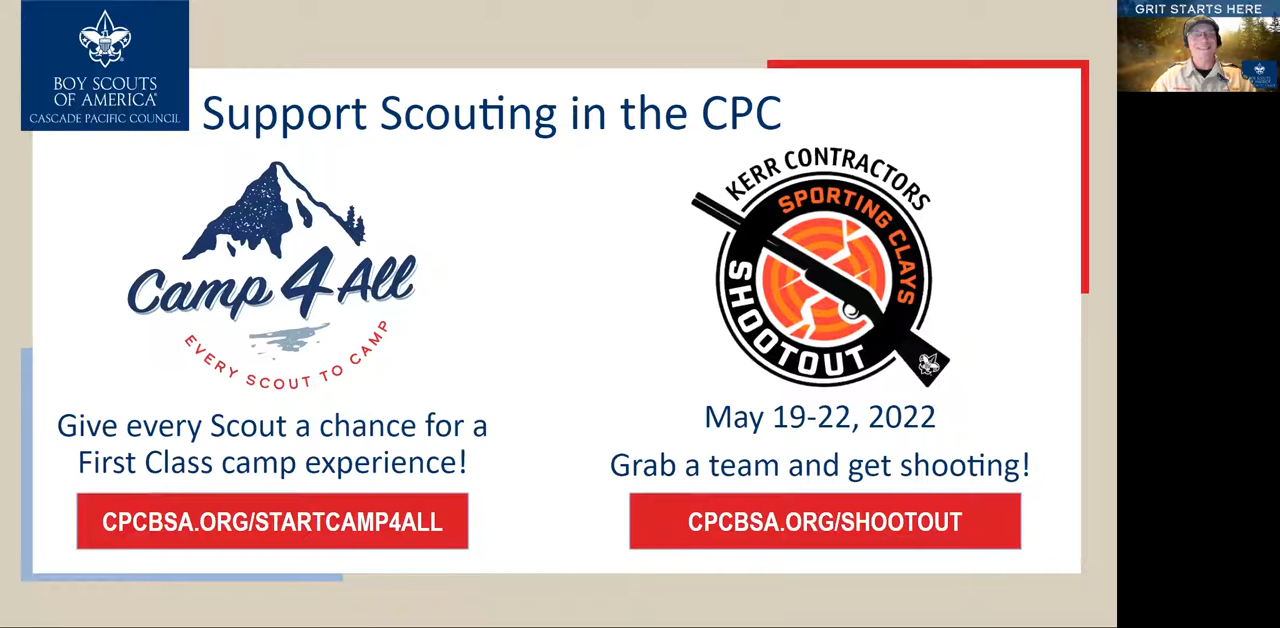 BOY SCOUTS
OF AMERICA®
CASCADE PACIFIC COUNCIL
Support Scouting in the CPC
Camp 4 All
EVERY SCOUT TO CAMP
Give every Scout a chance for a
First Class camp experience!
CPCBSA.ORG/STARTCAMP4ALL
KERR CONTRACTORS
SPORTING CLAYS
SHOOTOUT
May 19-22, 2022
Grab a team and get shooting!
CPCBSA.ORG/SHOOTOUT
GRIT STARTS HERE